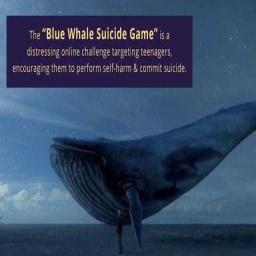 The “Blue Whale Suicide Game” is a
distressing online challenge targeting teenagers,
encouraging them to perform self-harm & commit suicide.